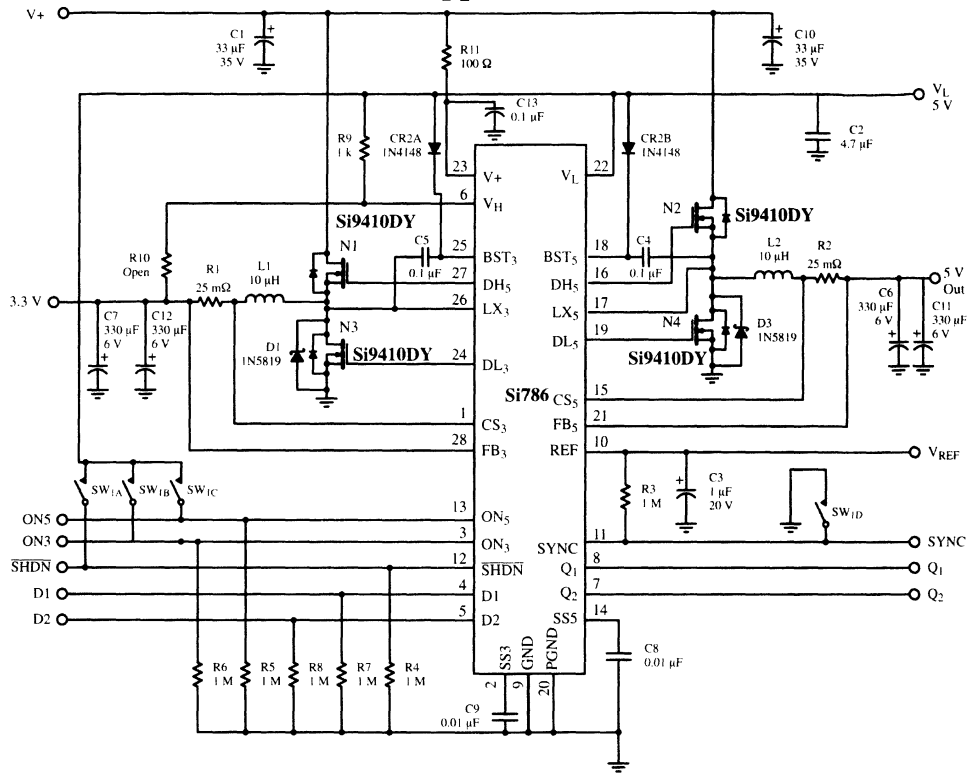 V+
C1
33 µF
35 V
R11
100 Ω
C10
33 µF
35 V
VL
5 V
C13
0.1 µF
R9
1 k
CR2A
1N4148
CR2B
1N4148
C2
4.7 µF
23
V+
VL
22
6
VH
Si9410DY
N2
Si9410DY
R10
Open
N1
C5
0.1 µF
25
BST3
BST5
18
C4
0.1 µF
L2
10 µH
R2
25 mΩ
5 V
Out
R1
25 mΩ
L1
10 µH
27
DH5
DH5
16
3.3 V
26
LX3
LX5
17
C7
330 µF
6 V
C12
330 µF
6 V
D1
1N5819
N3
Si9410DY
24
DL3
DL5
19
N4
Si9410DY
D3
1N5819
C6
330 µF
6 V
C11
330 µF
6 V
Si786
15
CS5
1
CS3
21
FB5
28
FB3
10
REF
VREF
SW1A
SW1B
SW1C
R3
1 M
C3
1 µF
20 V
SW1D
ON5
13
ON5
ON3
3
ON3
SYNC
11
SYNC
SHDN
12
SHDN
Q1
8
Q1
D1
4
D1
Q2
7
Q2
D2
5
D2
SS5
14
R6
1 M
R5
1 M
R8
1 M
R7
1 M
R4
1 M
SS3
GND
PGND
2
9
20
C8
0.01 µF
C9
0.01 µF